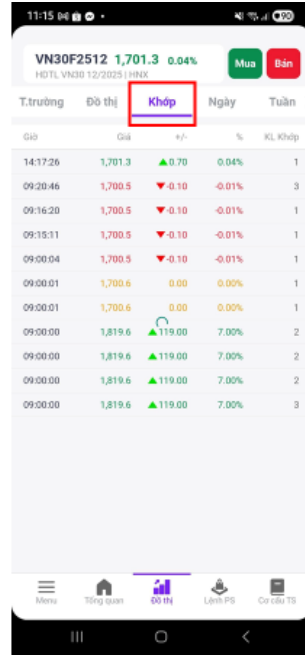 11:15
VN30F2512 1,701.3 0.04%
HDTL VN30 12/2025 | HNX
Mua Bán
T.trường Đồ thị Khớp Ngày Tuần
Giờ Giá +/- % KL Khớp
14:17:26 1,701.3 ▲0.70 0.04% 1
09:20:46 1,700.5 ▼-0.10 -0.01% 3
09:16:20 1,700.5 ▼-0.10 -0.01% 1
09:15:11 1,700.5 ▼-0.10 -0.01% 1
09:00:04 1,700.5 ▼-0.10 -0.01% 1
09:00:01 1,700.6 0.00 0.00% 1
09:00:01 1,700.6 0.00 0.00% 1
09:00:00 1,819.6 ▲119.00 7.00% 2
09:00:00 1,819.6 ▲119.00 7.00% 2
09:00:00 1,819.6 ▲119.00 7.00% 2
09:00:00 1,819.6 ▲119.00 7.00% 3
Menu Tổng quan Đồ thị Lệnh PS Cơ cấu TS